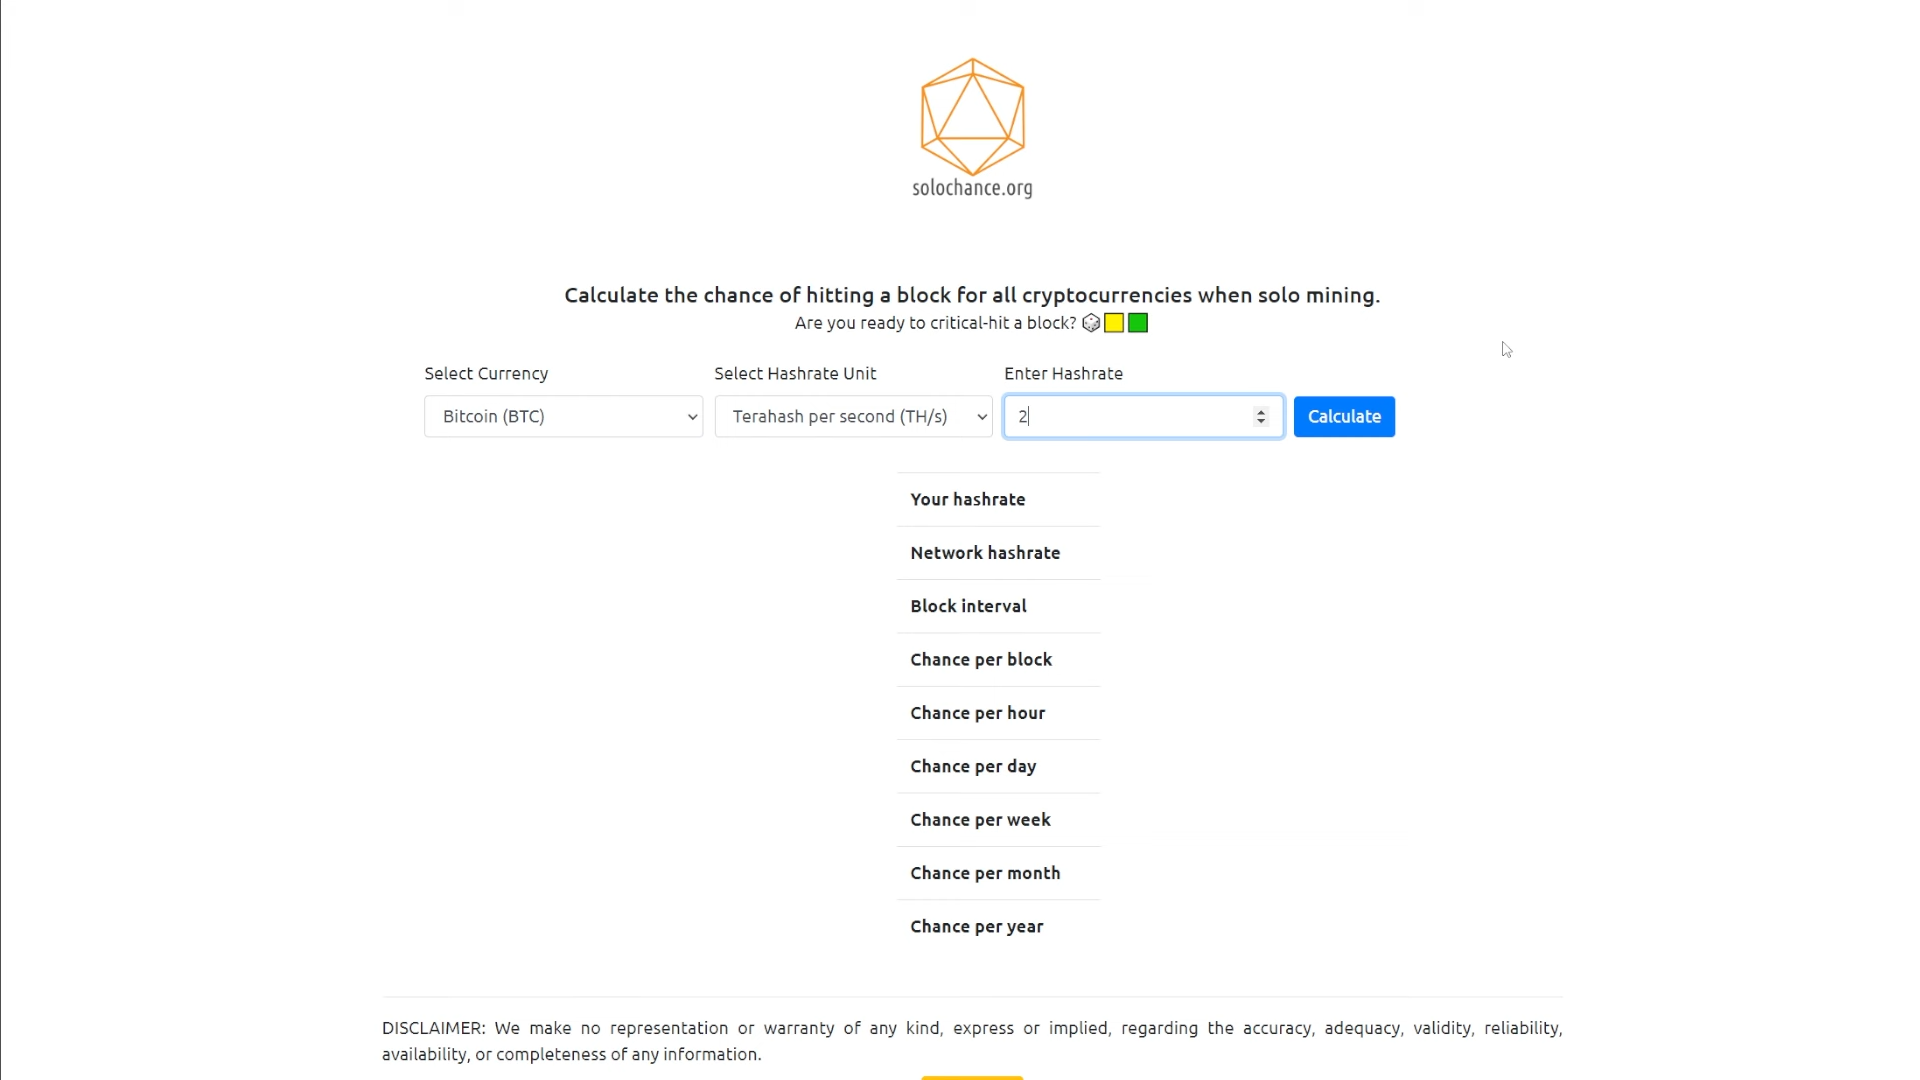 solochance.org
Calculate the chance of hitting a block for all cryptocurrencies when solo mining.
Are you ready to critical-hit a block?
Select Currency
Select Hashrate Unit
Enter Hashrate
Bitcoin (BTC)
Terahash per second (TH/s)
2
Calculate
Your hashrate
Network hashrate
Block interval
Chance per block
Chance per hour
Chance per day
Chance per week
Chance per month
Chance per year
DISCLAIMER: We make no representation or warranty of any kind, express or implied, regarding the accuracy, adequacy, validity, reliability,
availability, or completeness of any information.